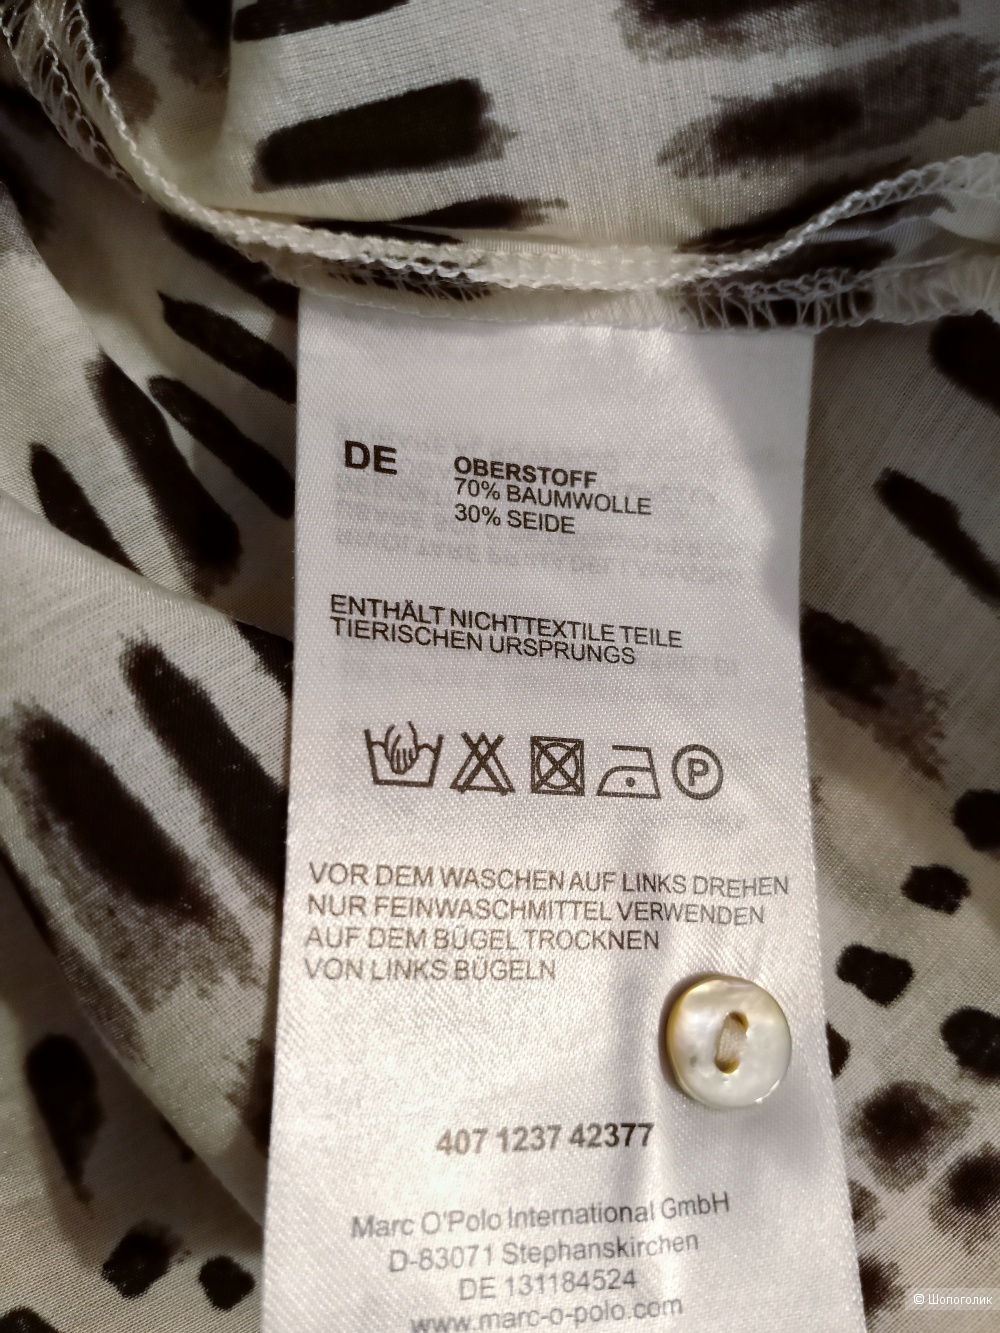 DE
OBERSTOFF
70% BAUMWOLLE
30% SEIDE
ENTHÄLT NICHTTEXTILE TEILE
TIERISCHEN URSPRUNGS
P
VOR DEM WASCHEN AUF LINKS DREHEN
NUR FEINWASCHMITTEL VERWENDEN
AUF DEM BÜGEL TROCKNEN
VON LINKS BÜGELN
407 1237 42377
Marc O'Polo International GmbH
D-83071 Stephanskirchen
DE 131184524
www.marc-o-polo.com
© Шопоголик